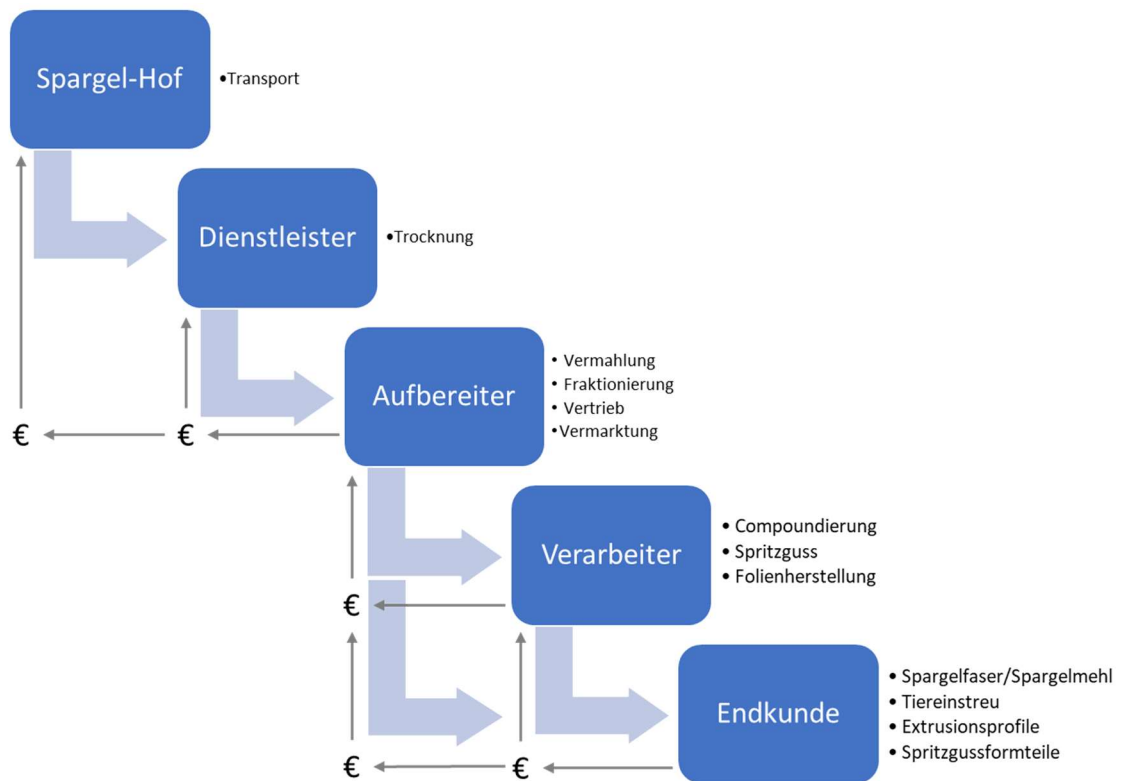 Spargel-Hof
•Transport
Dienstleister
•Trocknung
Aufbereiter
• Vermahlung
• Fraktionierung
• Vertrieb
•Vermarktung
€
€
Verarbeiter
• Compoundierung
• Spritzguss
• Folienherstellung
€
Endkunde
• Spargelfaser/Spargelmehl
• Tiereinstreu
• Extrusionsprofile
• Spritzgussformteile
€
€